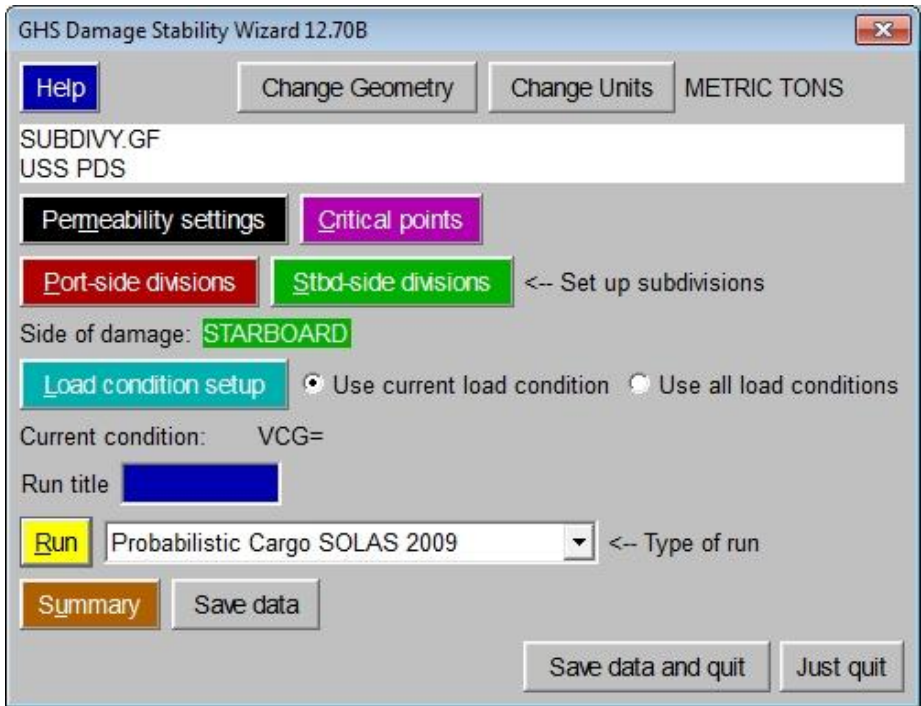 GHS Damage Stability Wizard 12.70B
Help Change Geometry Change Units METRIC TONS
SUBDIVY.GF
USS PDS
Permeability settings Critical points
Port-side divisions Stbd-side divisions <-- Set up subdivisions
Side of damage: STARBOARD
Load condition setup Use current load condition Use all load conditions
Current condition: VCG=
Run title
Run Probabilistic Cargo SOLAS 2009 <-- Type of run
Summary Save data
Save data and quit Just quit